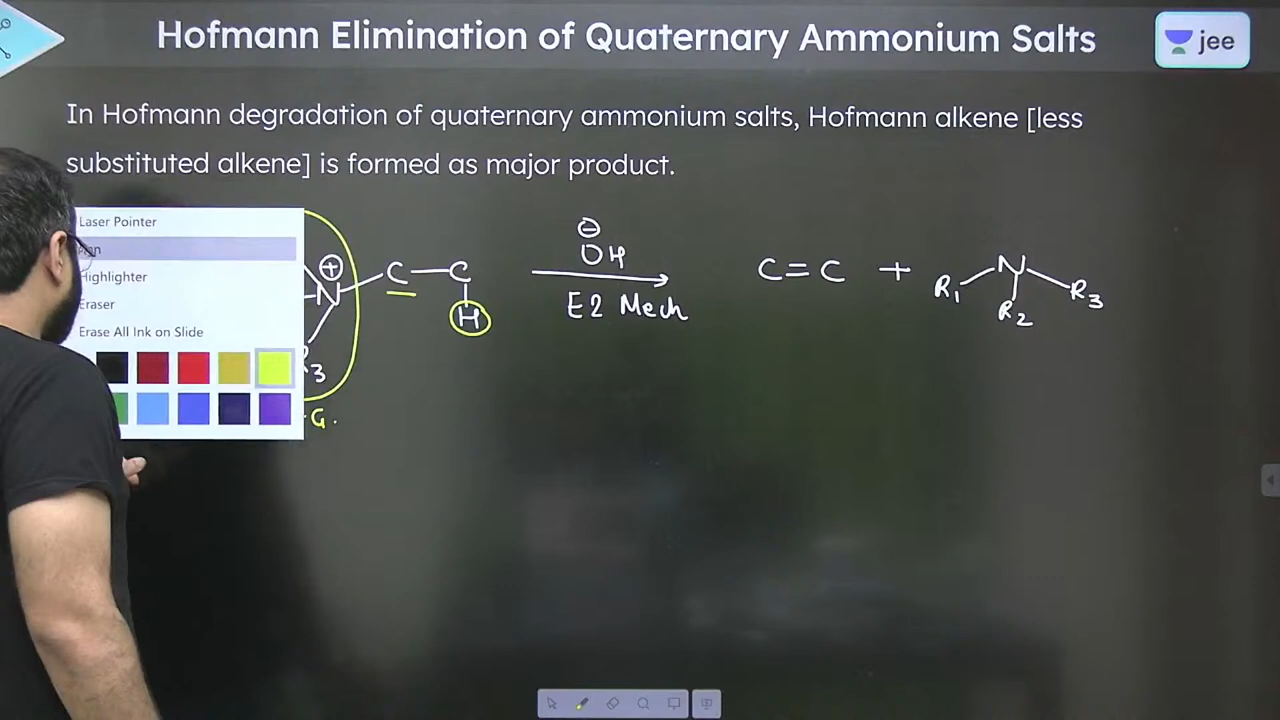 Hofmann Elimination of Quaternary Ammonium Salts
jee
In Hofmann degradation of quaternary ammonium salts, Hofmann alkene [less
substituted alkene] is formed as major product.
Laser Pointer
Highlighter
Eraser
Erase All Ink on Slide
⊕
N C — C
H
R3
G.
⊖
OH
E2 Mech
C = C + N
R1 R2 R3